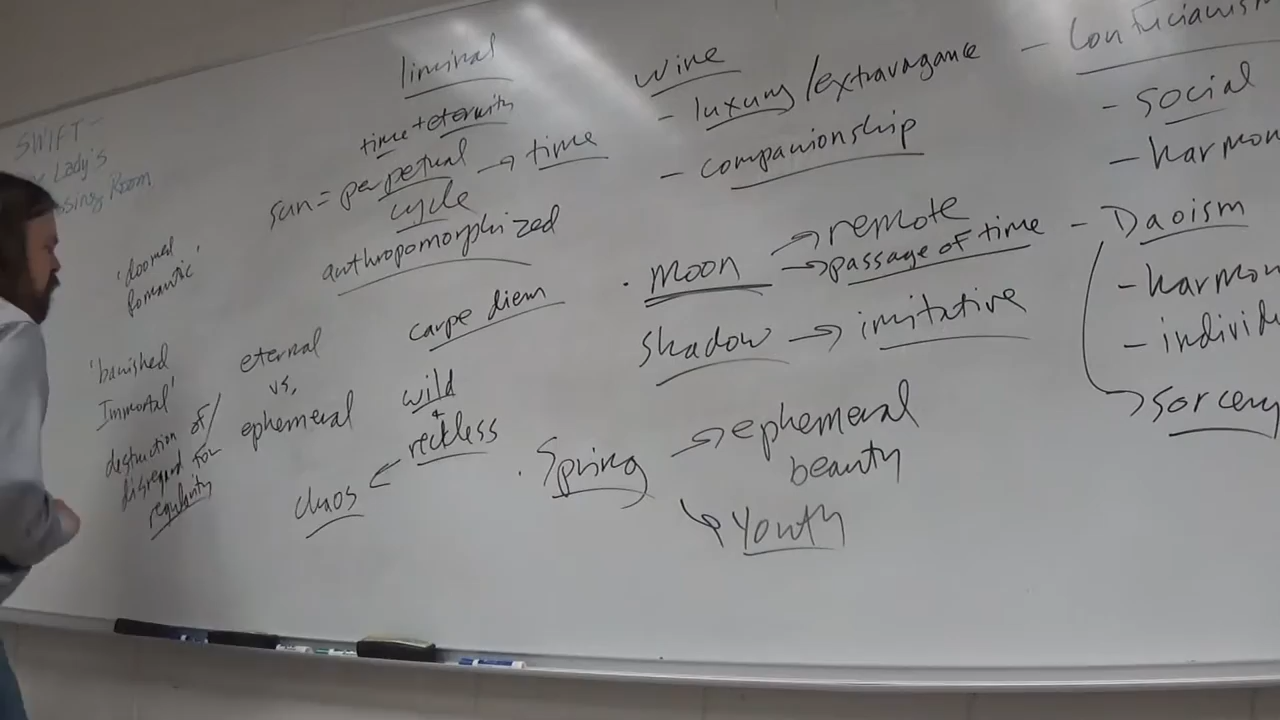 SWIFT -
Lady's
Room
'doomed
Romantic'
'banished
Immortal'
destruction of/
disregard for
regularity
liminal
time + eternity
sun = perpetual → time
cycle
anthropomorphized
eternal
vs.
ephemeral
carpe diem
wild
+
reckless
chaos
wine
- luxury/extravagance
- companionship
. moon → remote
→ passage of time
shadow → imitative
. Spring → ephemeral
beauty
Youth
- Confucianism
- social
- harmon
- Daoism
- harmon
- individ
sorcery